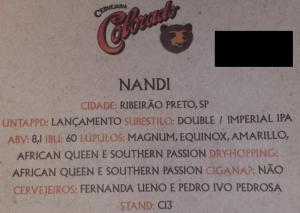 CERVEJARIA
Colorado
NANDI
CIDADE: RIBEIRÃO PRETO, SP
UNTAPPD: LANÇAMENTO SUBESTILO: DOUBLE / IMPERIAL IPA
ABV: 8,1 IBU: 60 LÚPULOS: MAGNUM, EQUINOX, AMARILLO,
AFRICAN QUEEN E SOUTHERN PASSION DRY-HOPPING:
AFRICAN QUEEN E SOUTHERN PASSION CIGANA?: NÃO
CERVEJEIROS: FERNANDA UENO E PEDRO IVO PEDROSA
STAND: C13